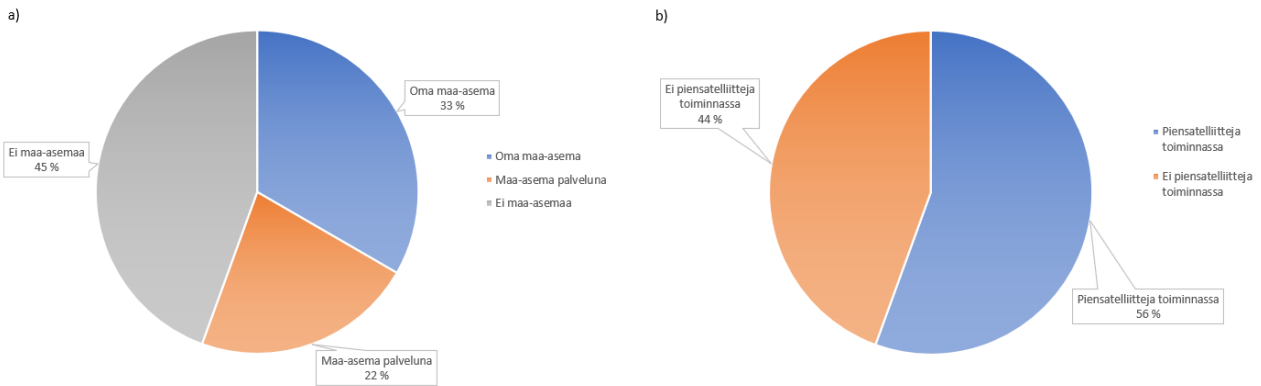 a)
Oma maa-asema
33 %
Ei maa-asemaa
45 %
Maa-asema palveluna
22 %
Oma maa-asema
Maa-asema palveluna
Ei maa-asemaa
b)
Ei piensatelliitteja
toiminnassa
44 %
Piensatelliitteja toiminnassa
56 %
Piensatelliitteja
toiminnassa
Ei piensatelliitteja
toiminnassa